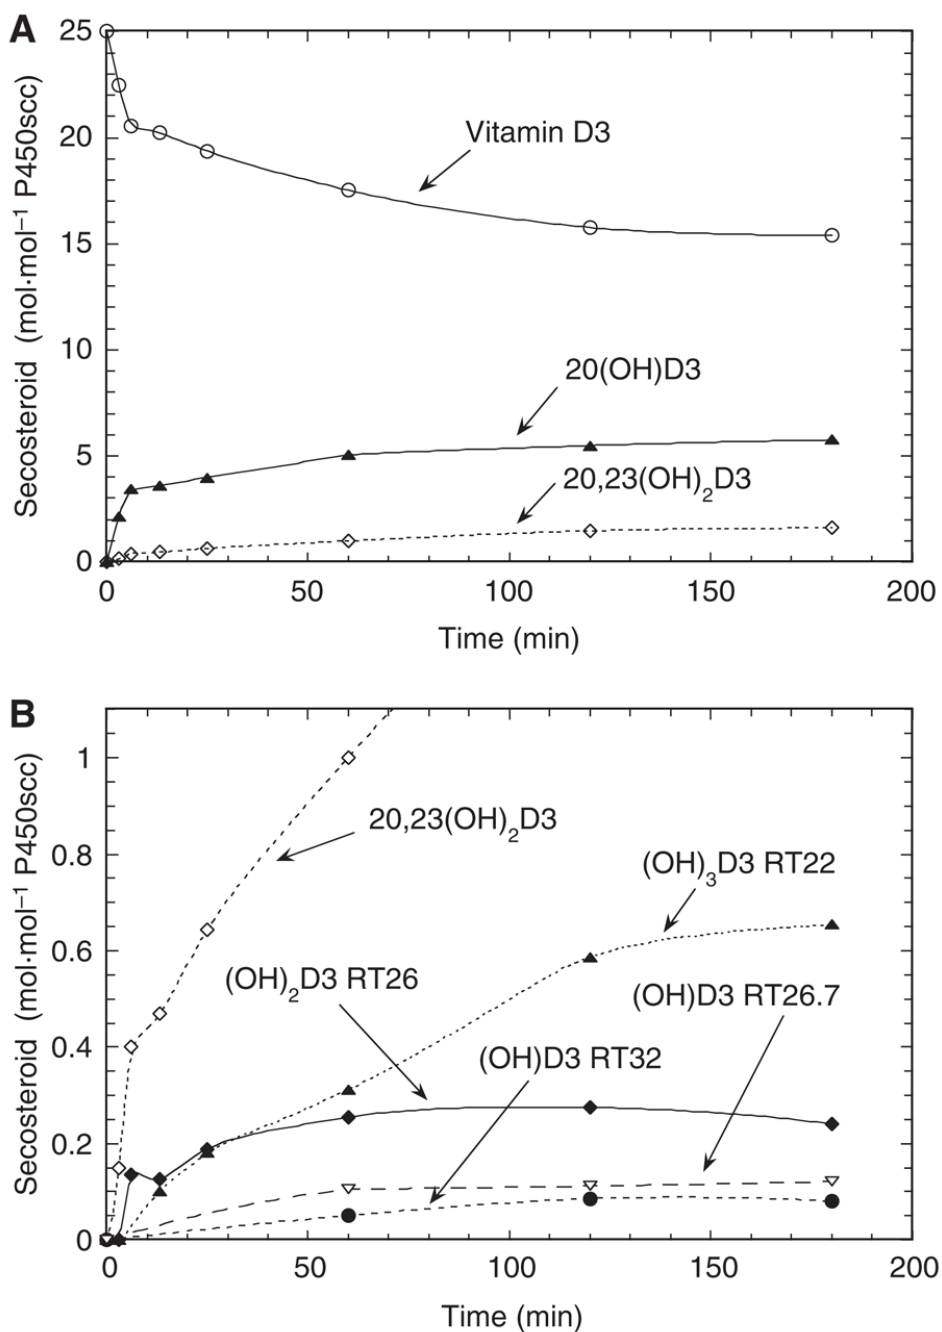 A
Secosteroid (mol·mol⁻¹ P450scc)
25
20
15
10
5
0
Vitamin D3
20(OH)D3
20,23(OH)₂D3
0 50 100 150 200
Time (min)
B
Secosteroid (mol·mol⁻¹ P450scc)
1
0.8
0.6
0.4
0.2
0
20,23(OH)₂D3
(OH)₃D3 RT22
(OH)₂D3 RT26
(OH)D3 RT26.7
(OH)D3 RT32
0 50 100 150 200
Time (min)